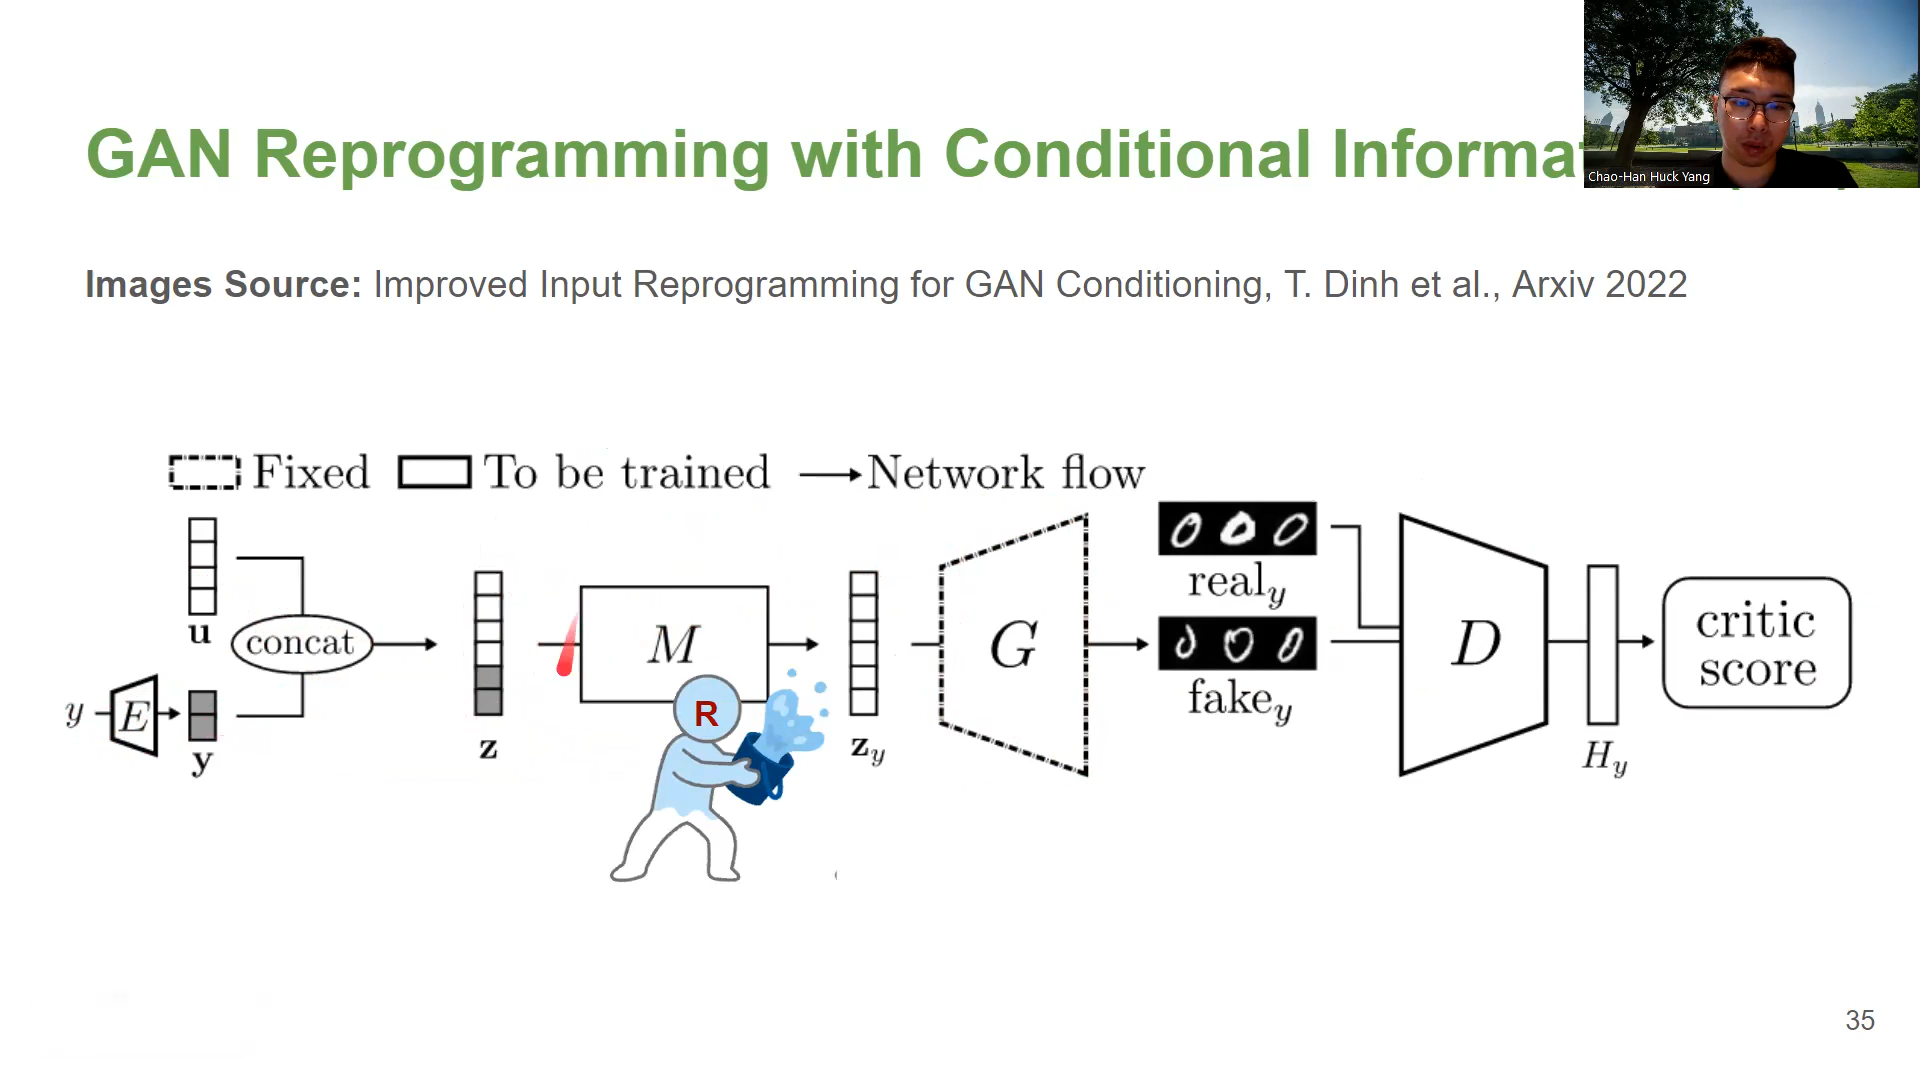 GAN Reprogramming with Conditional
Chao-Han Huck Yang
Images Source: Improved Input Reprogramming for GAN Conditioning, T. Dinh et al., Arxiv 2022
Fixed To be trained Network flow
u
concat
y E y
z
M
R
z_y
G
real_y
fake_y
D
H_y
critic
score
35